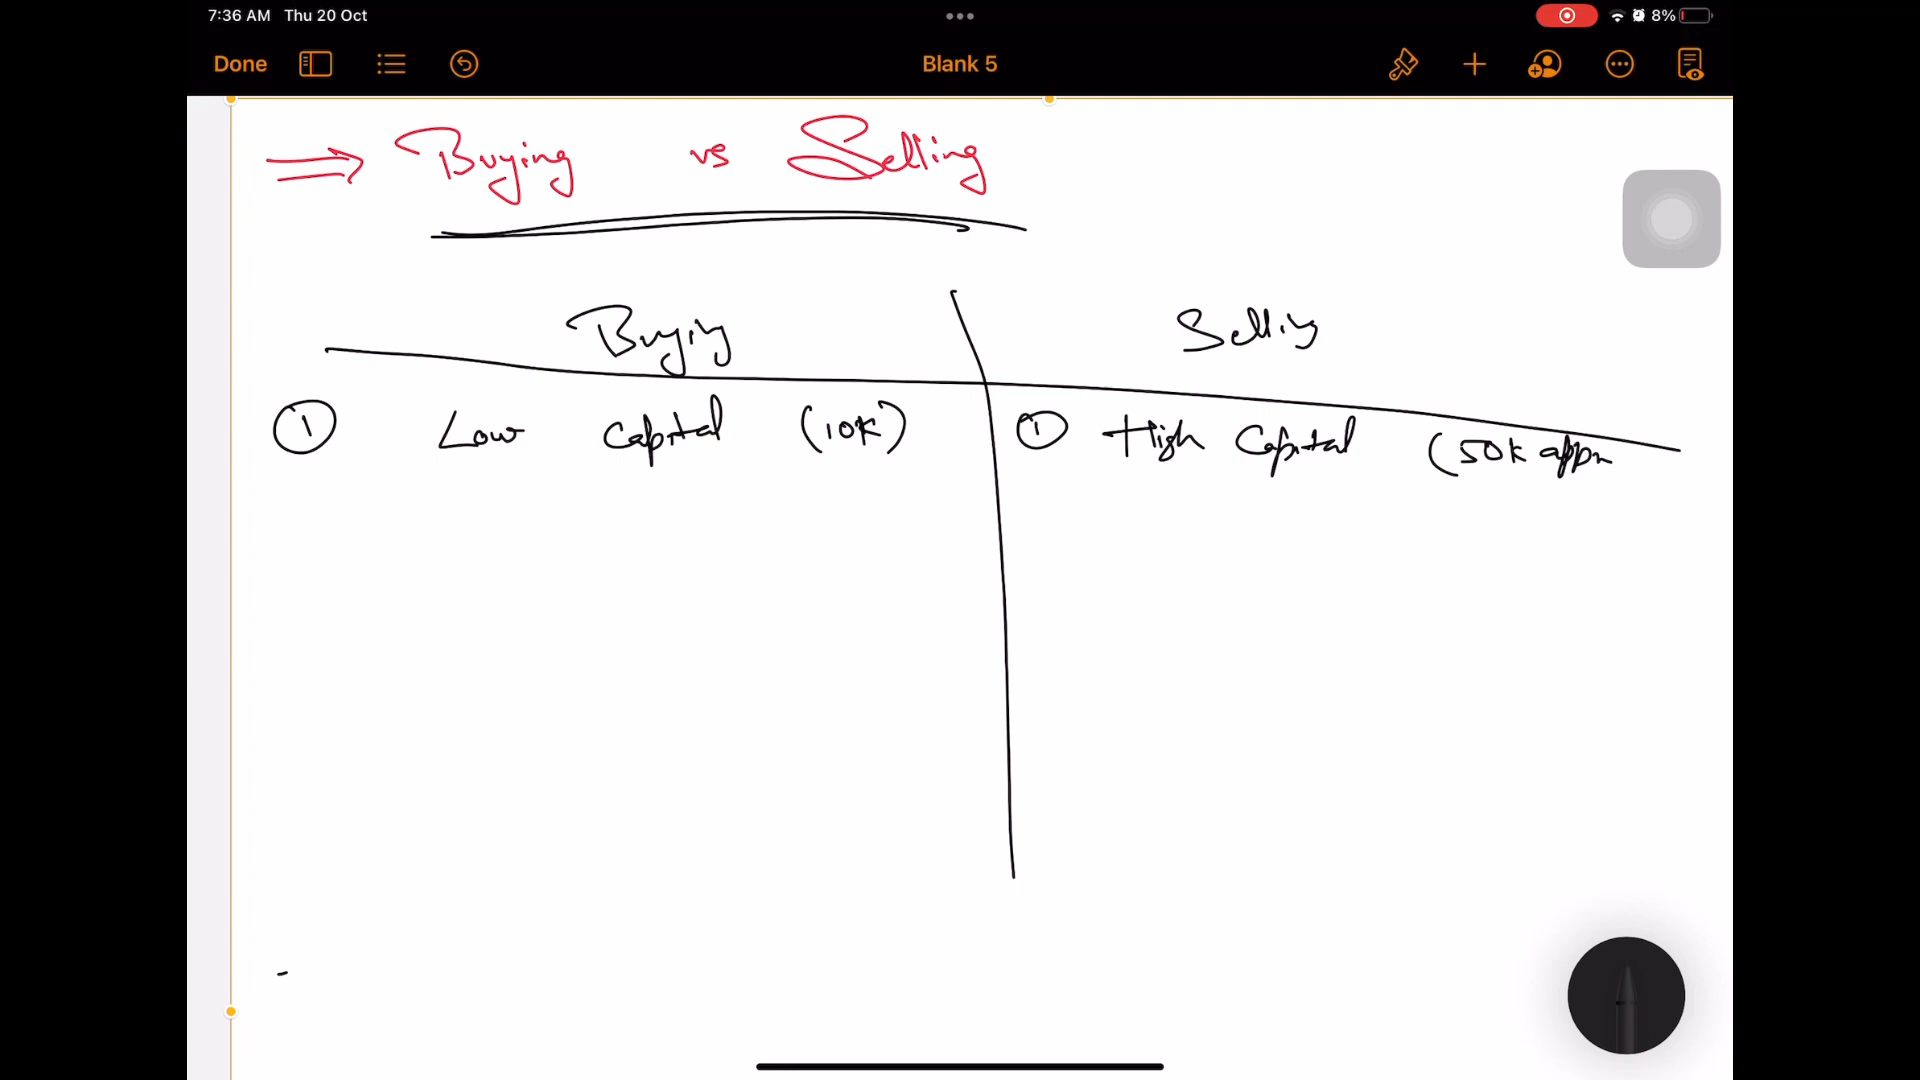 7:36 AM Thu 20 Oct 8%
Done Blank 5
⇒ Buying vs Selling
Buying Selling
① Low Capital (10K) ① High Capital (50K appr